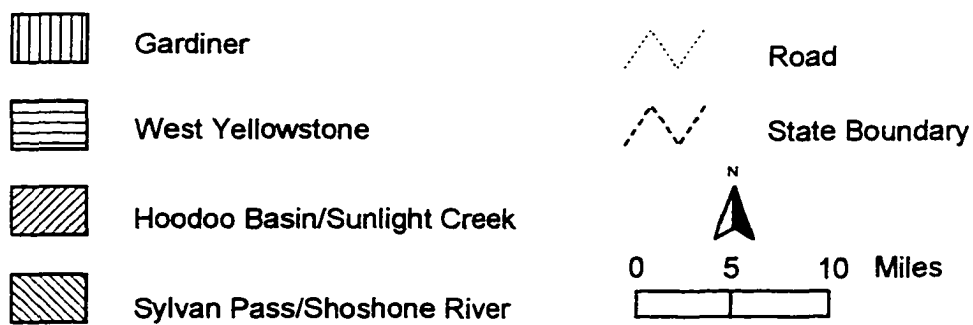 Gardiner
West Yellowstone
Hoodoo Basin/Sunlight Creek
Sylvan Pass/Shoshone River
Road
State Boundary
N
0 5 10 Miles